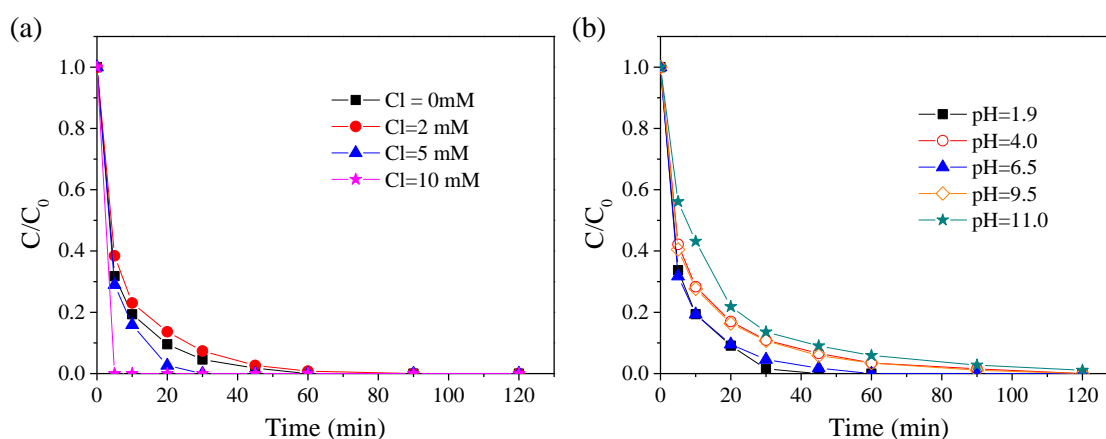 (a)
C/C0
1.0
0.8
0.6
0.4
0.2
0.0
0 20 40 60 80 100 120
Time (min)
Cl = 0mM
Cl=2 mM
Cl=5 mM
Cl=10 mM
(b)
C/C0
1.0
0.8
0.6
0.4
0.2
0.0
0 20 40 60 80 100 120
Time (min)
pH=1.9
pH=4.0
pH=6.5
pH=9.5
pH=11.0